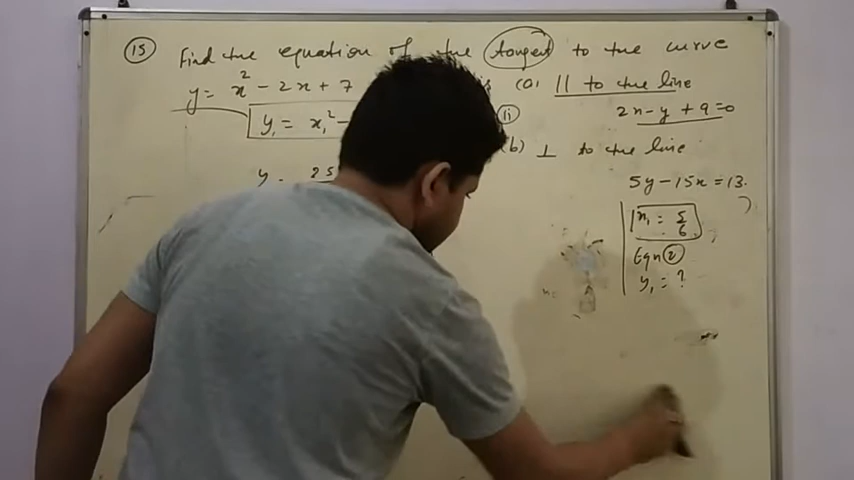 (15) Find the equation of the tangent to the curve
y = x² - 2x + 7 (a) || to the line
2x - y + 9 = 0
y₁ = x₁² - (ii)
(b) ⊥ to the line
y = 25
5y - 15x = 13.
x₁ = 5/6 ;
Eqn (2)
y₁ = ?